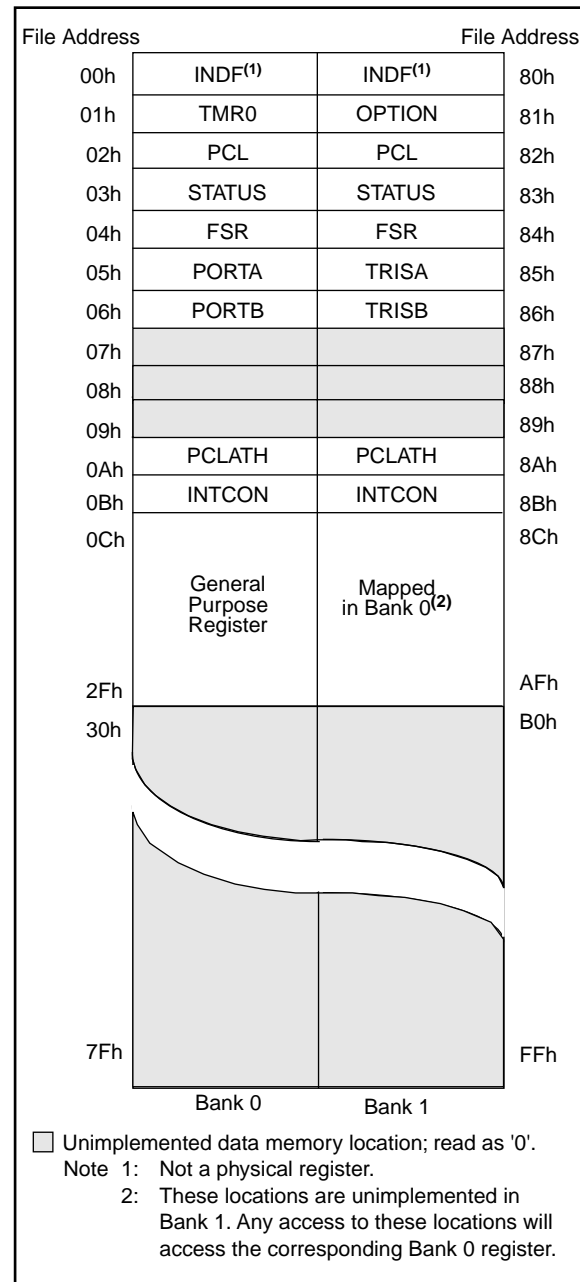 File Address File Address
00h INDF(1) INDF(1) 80h
01h TMR0 OPTION 81h
02h PCL PCL 82h
03h STATUS STATUS 83h
04h FSR FSR 84h
05h PORTA TRISA 85h
06h PORTB TRISB 86h
07h 87h
08h 88h
09h 89h
0Ah PCLATH PCLATH 8Ah
0Bh INTCON INTCON 8Bh
0Ch 8Ch
General Mapped
Purpose in Bank 0(2)
Register
2Fh AFh
30h B0h
7Fh FFh
Bank 0 Bank 1
Unimplemented data memory location; read as '0'.
Note 1: Not a physical register.
2: These locations are unimplemented in
Bank 1. Any access to these locations will
access the corresponding Bank 0 register.